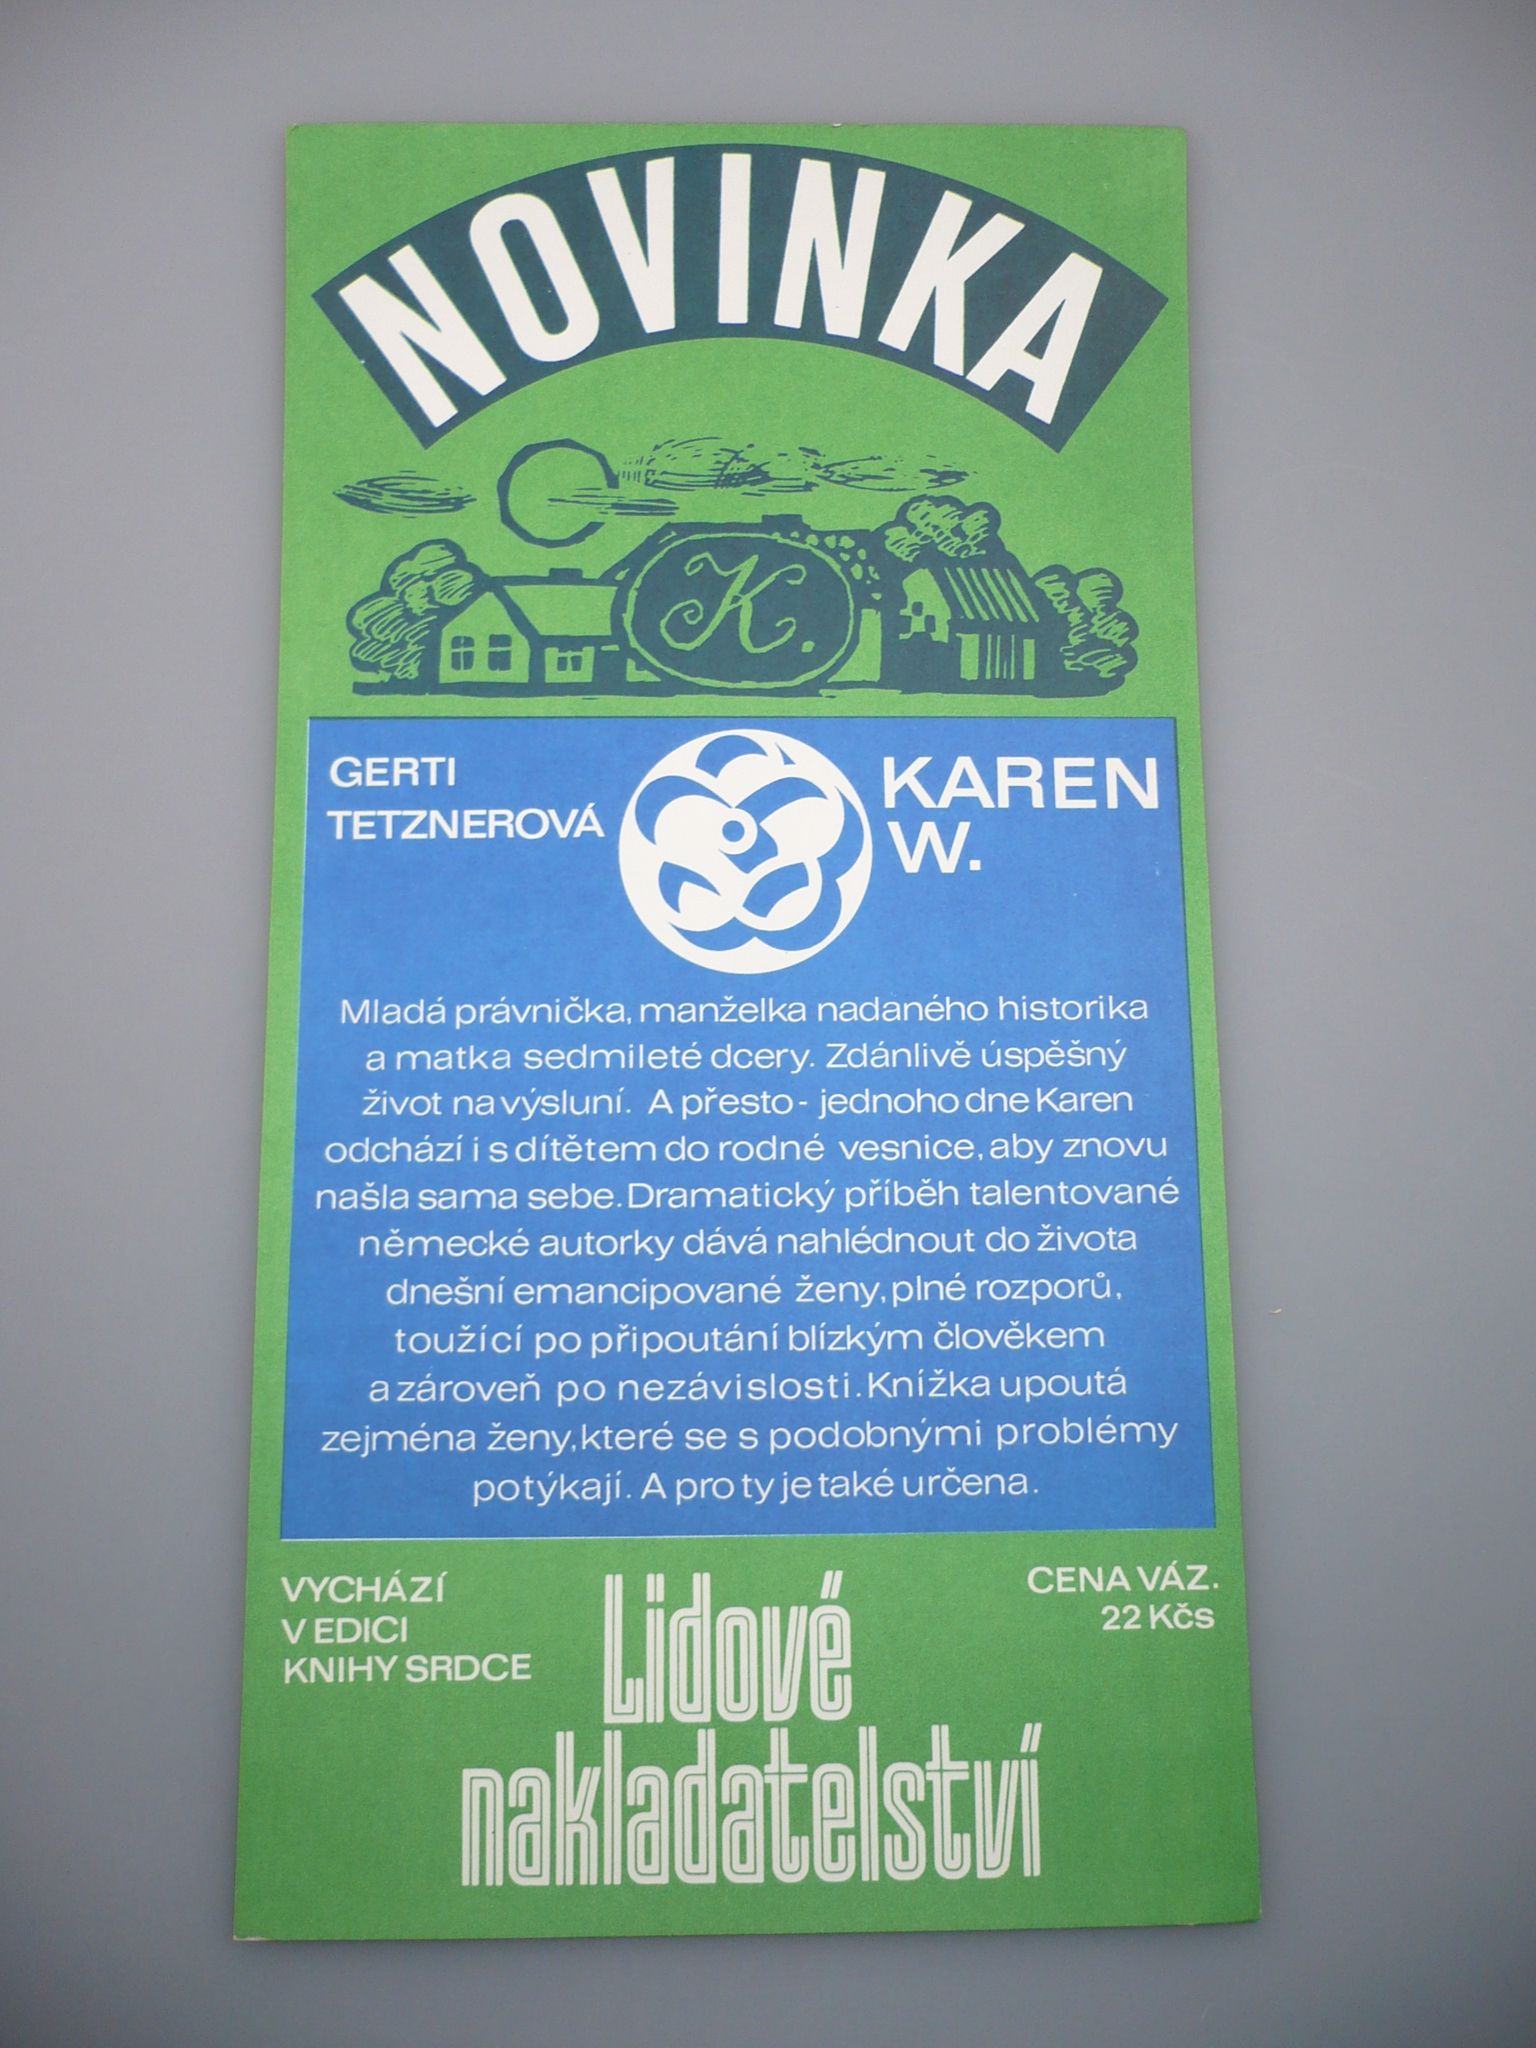 NOVINKA
K.
GERTI
TETZNEROVÁ
KAREN
W.
Mladá právnička, manželka nadaného historika
a matka sedmileté dcery. Zdánlivě úspěšný
život na výsluní. A přesto - jednoho dne Karen
odchází i s dítětem do rodné vesnice, aby znovu
našla sama sebe. Dramatický příběh talentované
německé autorky dává nahlédnout do života
dnešní emancipované ženy, plné rozporů,
toužící po připoutání blízkým člověkem
a zároveň po nezávislosti. Knížka upoutá
zejména ženy, které se s podobnými problémy
potýkají. A pro ty je také určena.
VYCHÁZÍ
V EDICI
KNIHY SRDCE
CENA VÁZ.
22 Kčs
Lidové
nakladatelství